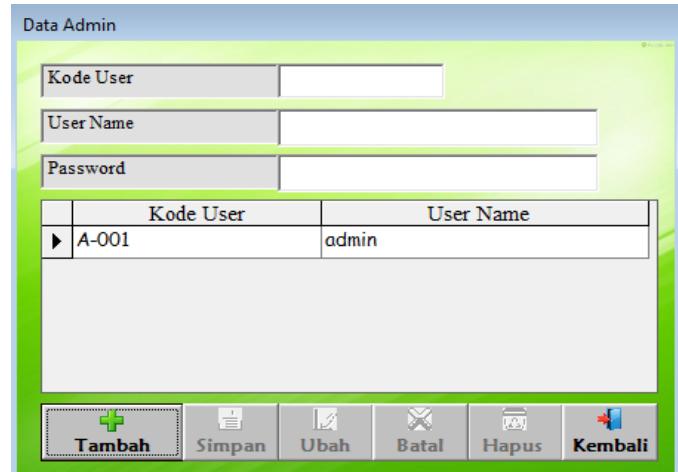 Data Admin
Kode User
User Name
Password
Kode User User Name
A-001 admin
Tambah Simpan Ubah Batal Hapus Kembali